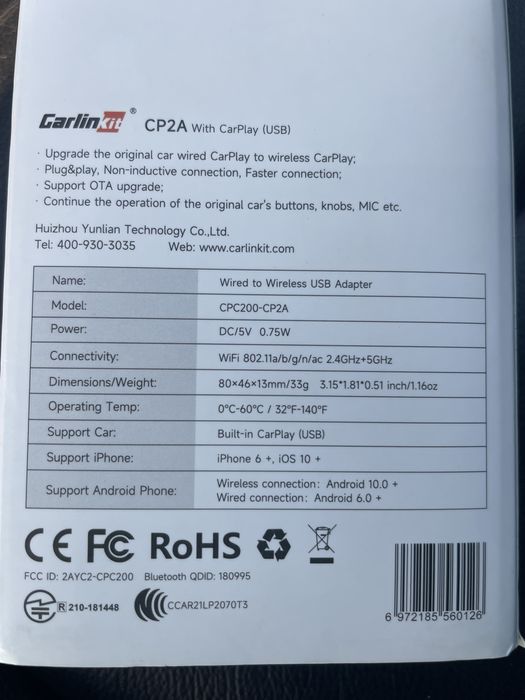 CarlinKit® CP2A With CarPlay (USB)
· Upgrade the original car wired CarPlay to wireless CarPlay;
· Plug&play, Non-inductive connection, Faster connection;
· Support OTA upgrade;
· Continue the operation of the original car's buttons, knobs, MIC etc.
Huizhou Yunlian Technology Co.,Ltd.
Tel: 400-930-3035 Web: www.carlinkit.com
Name: Wired to Wireless USB Adapter
Model: CPC200-CP2A
Power: DC/5V 0.75W
Connectivity: WiFi 802.11a/b/g/n/ac 2.4GHz+5GHz
Dimensions/Weight: 80×46×13mm/33g 3.15*1.81*0.51 inch/1.16oz
Operating Temp: 0°C-60°C / 32°F-140°F
Support Car: Built-in CarPlay (USB)
Support iPhone: iPhone 6 +, iOS 10 +
Support Android Phone: Wireless connection: Android 10.0 +
Wired connection: Android 6.0 +
CE FC RoHS
FCC ID: 2AYC2-CPC200 Bluetooth QDID: 180995
R 210-181448 CCAR21LP2070T3
6 972185 560126